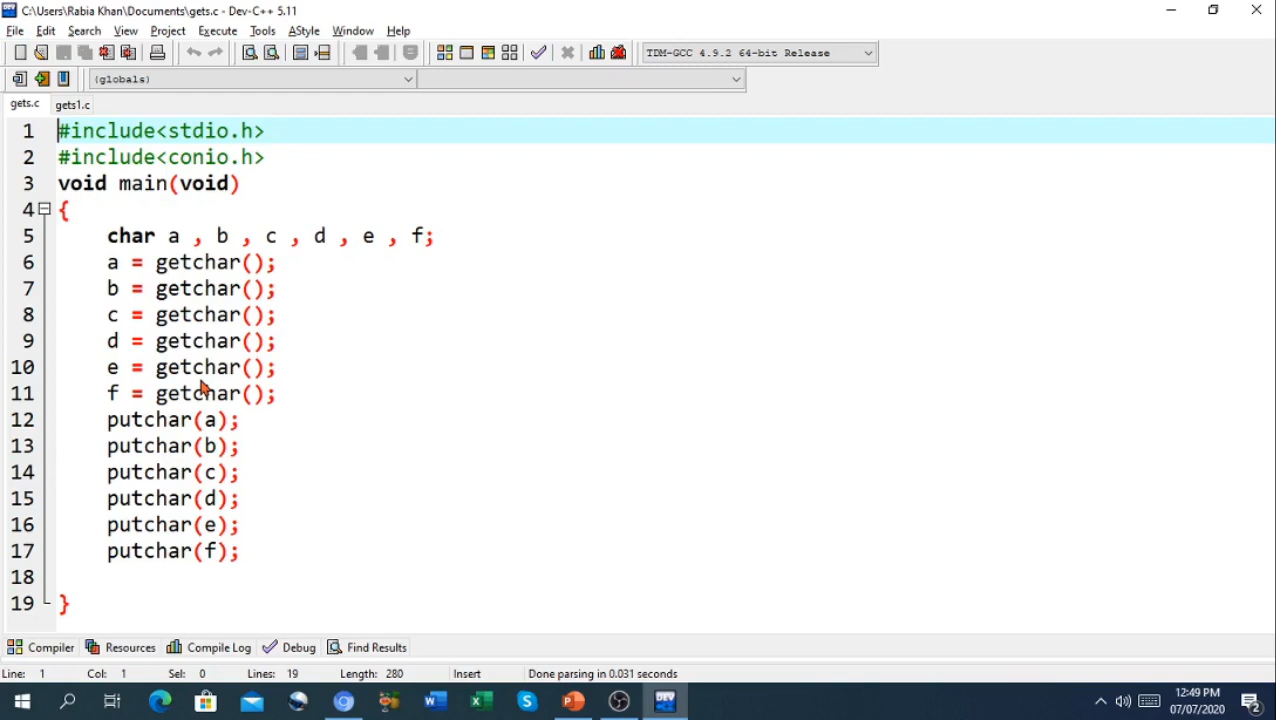 C:\Users\Rabia Khan\Documents\gets.c - Dev-C++ 5.11
File Edit Search View Project Execute Tools AStyle Window Help
TDM-GCC 4.9.2 64-bit Release
(globals)
gets.c gets1.c
1 #include<stdio.h>
2 #include<conio.h>
3 void main(void)
4 {
5 char a , b , c , d , e , f;
6 a = getchar();
7 b = getchar();
8 c = getchar();
9 d = getchar();
10 e = getchar();
11 f = getchar();
12 putchar(a);
13 putchar(b);
14 putchar(c);
15 putchar(d);
16 putchar(e);
17 putchar(f);
18
19 }
Compiler Resources Compile Log Debug Find Results
Line: 1 Col: 1 Sel: 0 Lines: 19 Length: 280 Insert Done parsing in 0.031 seconds
12:49 PM
07/07/2020